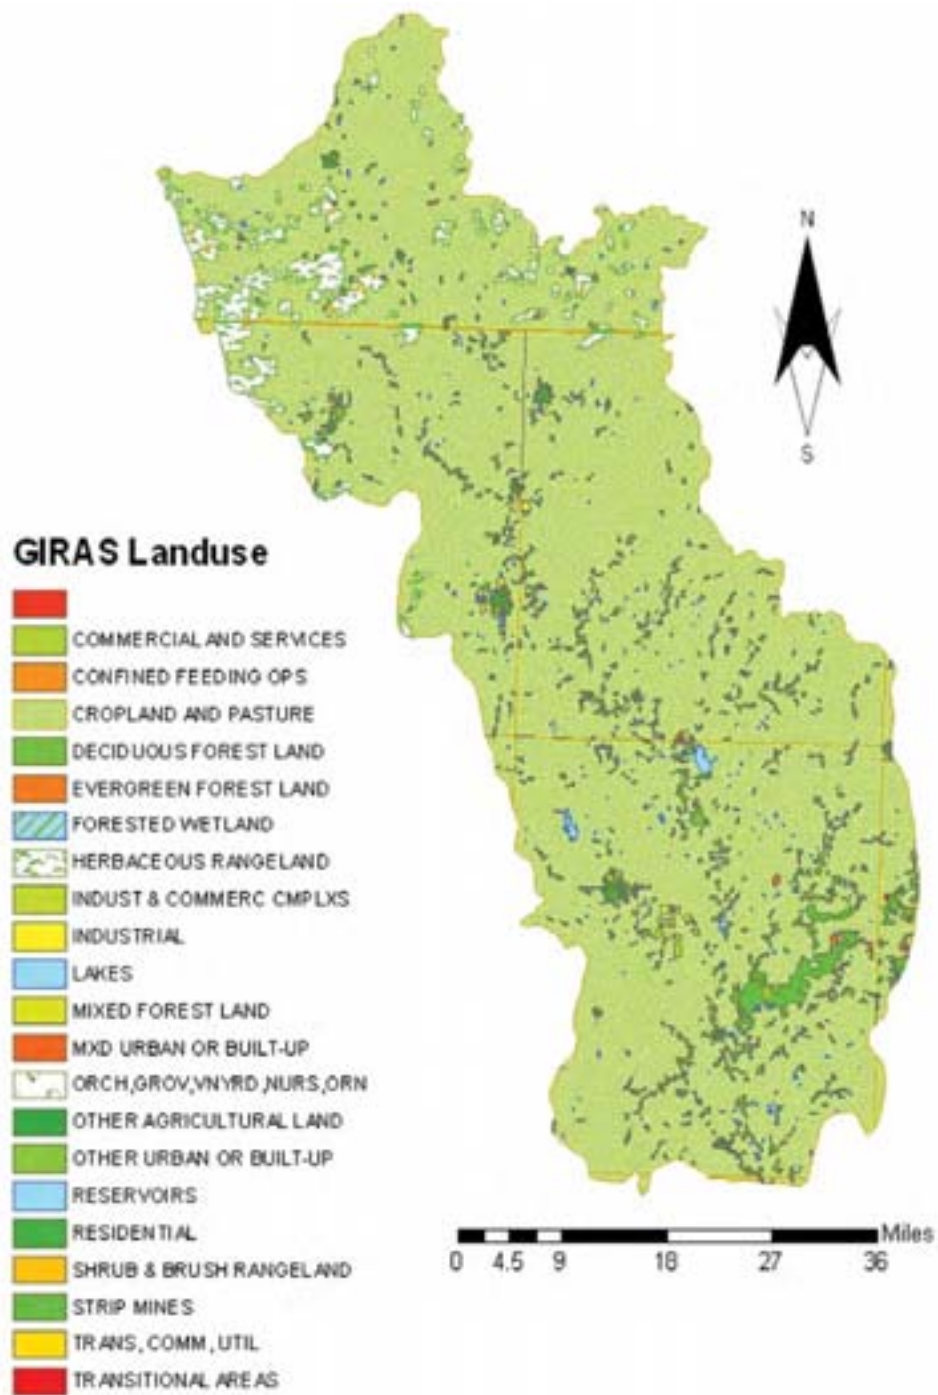 N
S
GIRAS Landuse
COMMERCIAL AND SERVICES
CONFINED FEEDING OPS
CROPLAND AND PASTURE
DECIDUOUS FOREST LAND
EVERGREEN FOREST LAND
FORESTED WETLAND
HERBACEOUS RANGELAND
INDUST & COMMERC CMPLXS
INDUSTRIAL
LAKES
MIXED FOREST LAND
MXD URBAN OR BUILT-UP
ORCH,GROV,VNYRD,NURS,ORN
OTHER AGRICULTURAL LAND
OTHER URBAN OR BUILT-UP
RESERVOIRS
RESIDENTIAL
SHRUB & BRUSH RANGELAND
STRIP MINES
TRANS, COMM, UTIL
TRANSITIONAL AREAS
Miles
0 4.5 9 18 27 36